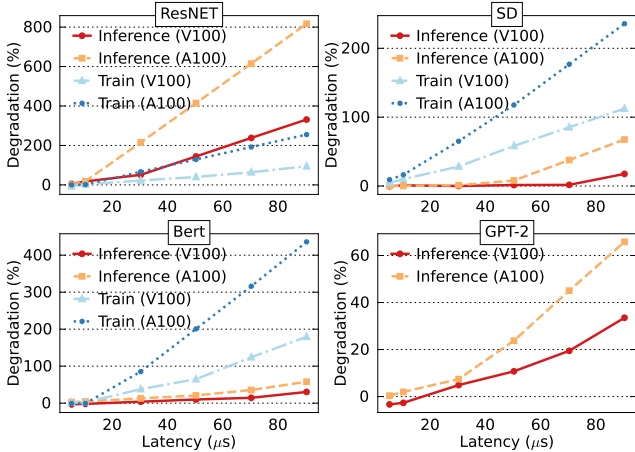 ResNET
Degradation (%)
800
600
400
200
0
Inference (V100)
Inference (A100)
Train (V100)
Train (A100)
20 40 60 80
SD
Degradation (%)
200
100
0
Inference (V100)
Inference (A100)
Train (V100)
Train (A100)
20 40 60 80
Bert
Degradation (%)
400
300
200
100
0
Inference (V100)
Inference (A100)
Train (V100)
Train (A100)
20 40 60 80
Latency (μs)
GPT-2
Degradation (%)
60
40
20
0
Inference (V100)
Inference (A100)
20 40 60 80
Latency (μs)